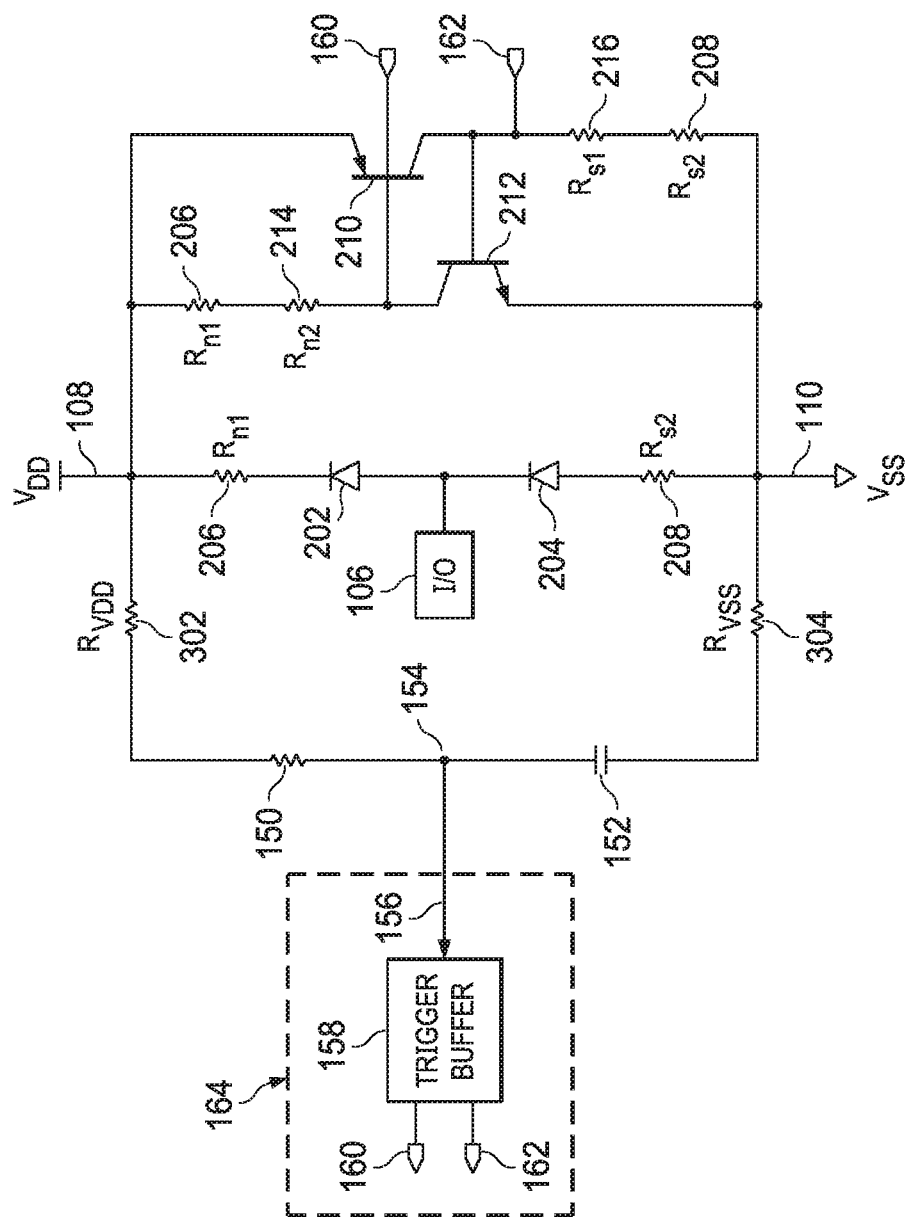 V_DD
108
R_VDD
302
150
154
152
R_VSS
304
156
TRIGGER
BUFFER
158
164
160
162
I/O
106
R_n1
206
202
204
R_s2
208
110
V_SS
R_n1
206
R_n2
214
210
212
160
162
216
R_s1
208
R_s2